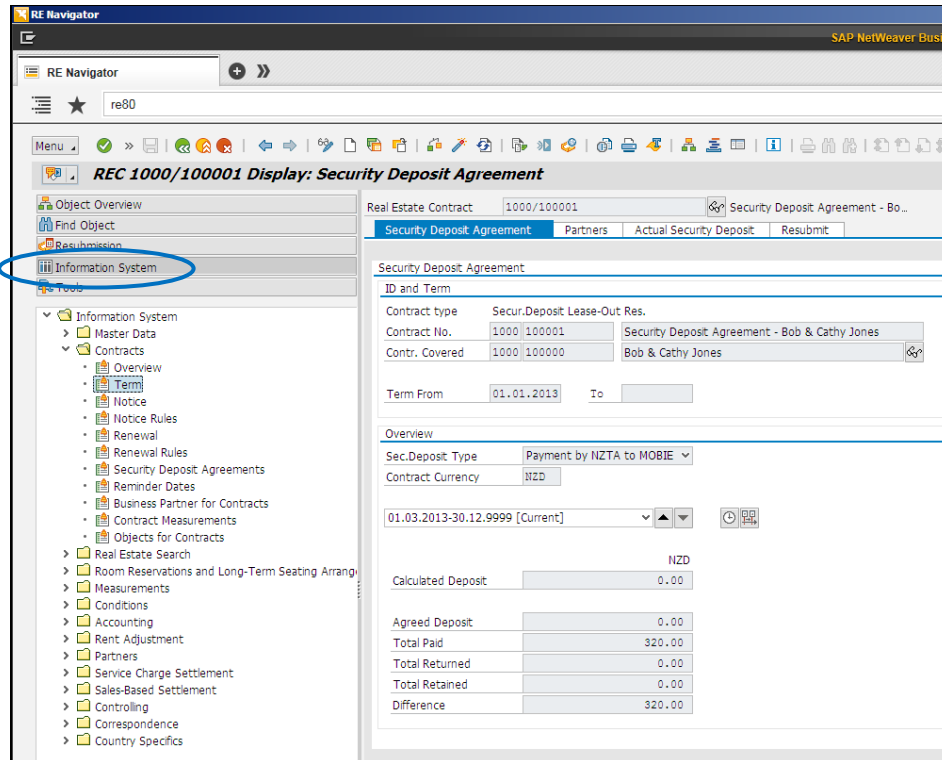 RE Navigator
SAP NetWeaver Busi
RE Navigator
re80
Menu
REC 1000/100001 Display: Security Deposit Agreement
Object Overview
Find Object
Resubmission
Information System
Tools
Information System
Master Data
Contracts
Overview
Term
Notice
Notice Rules
Renewal
Renewal Rules
Security Deposit Agreements
Reminder Dates
Business Partner for Contracts
Contract Measurements
Objects for Contracts
Real Estate Search
Room Reservations and Long-Term Seating Arrang
Measurements
Conditions
Accounting
Rent Adjustment
Partners
Service Charge Settlement
Sales-Based Settlement
Controling
Correspondence
Country Specifics
Real Estate Contract 1000/100001 Security Deposit Agreement - Bo...
Security Deposit Agreement Partners Actual Security Deposit Resubmit
Security Deposit Agreement
ID and Term
Contract type Secur.Deposit Lease-Out Res.
Contract No. 1000 100001 Security Deposit Agreement - Bob & Cathy Jones
Contr. Covered 1000 100000 Bob & Cathy Jones
Term From 01.01.2013 To
Overview
Sec.Deposit Type Payment by NZTA to MOBIE
Contract Currency NZD
01.03.2013-30.12.9999 [Current]
NZD
Calculated Deposit 0.00
Agreed Deposit 0.00
Total Paid 320.00
Total Returned 0.00
Total Retained 0.00
Difference 320.00